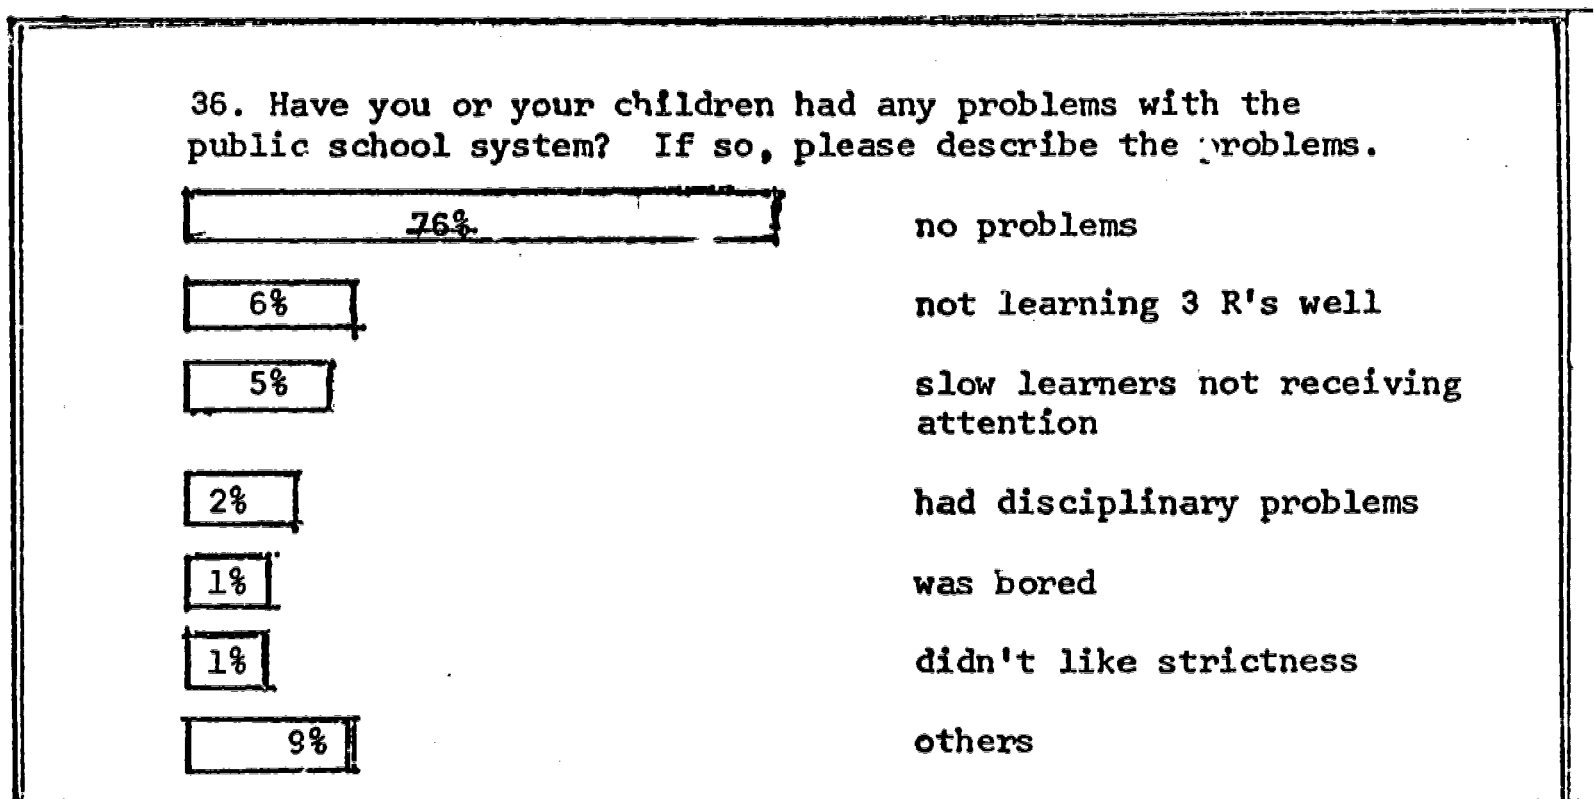 36. Have you or your children had any problems with the
public school system?  If so, please describe the problems.
76% no problems
6% not learning 3 R's well
5% slow learners not receiving
attention
2% had disciplinary problems
1% was bored
1% didn't like strictness
9% others